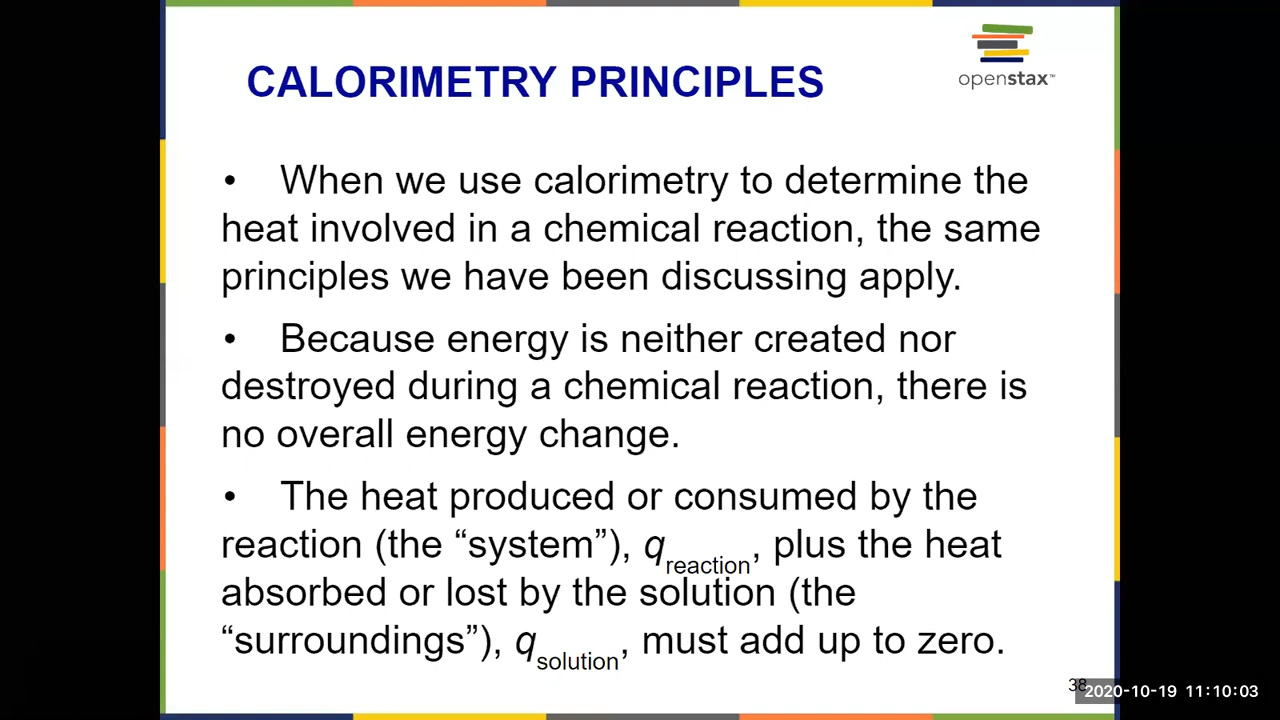 CALORIMETRY PRINCIPLES
openstax™
• When we use calorimetry to determine the
heat involved in a chemical reaction, the same
principles we have been discussing apply.
• Because energy is neither created nor
destroyed during a chemical reaction, there is
no overall energy change.
• The heat produced or consumed by the
reaction (the “system”), qreaction, plus the heat
absorbed or lost by the solution (the
“surroundings”), qsolution, must add up to zero.
38
2020-10-19 11:10:03